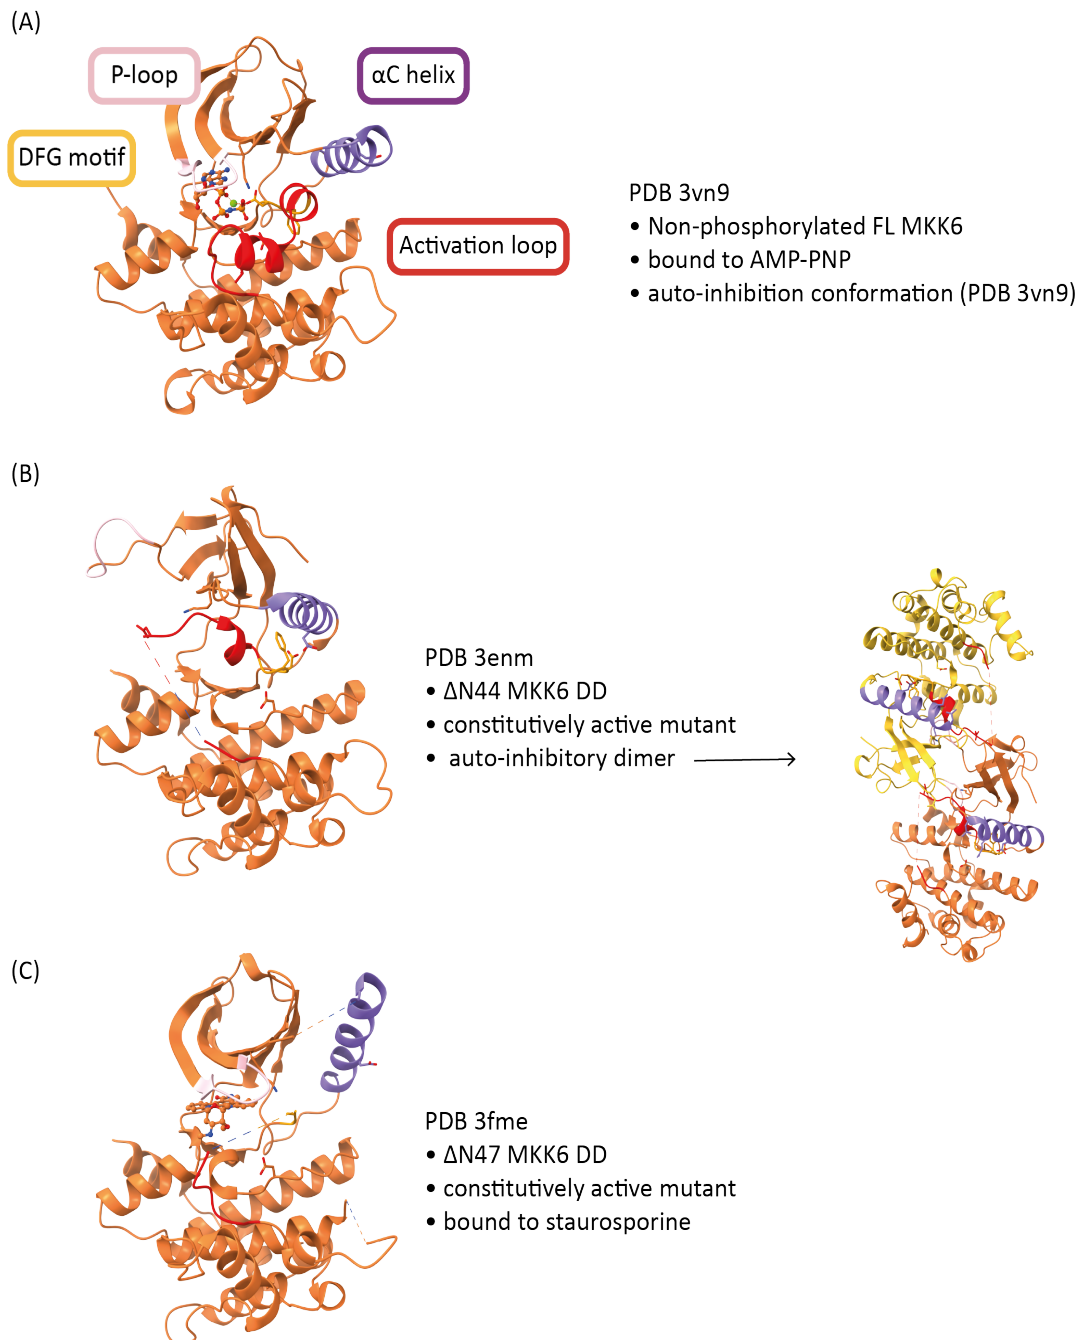 (A)
P-loop
αC helix
DFG motif
Activation loop
PDB 3vn9
• Non-phosphorylated FL MKK6
• bound to AMP-PNP
• auto-inhibition conformation (PDB 3vn9)
(B)
PDB 3enm
• ΔN44 MKK6 DD
• constitutively active mutant
• auto-inhibitory dimer
(C)
PDB 3fme
• ΔN47 MKK6 DD
• constitutively active mutant
• bound to staurosporine